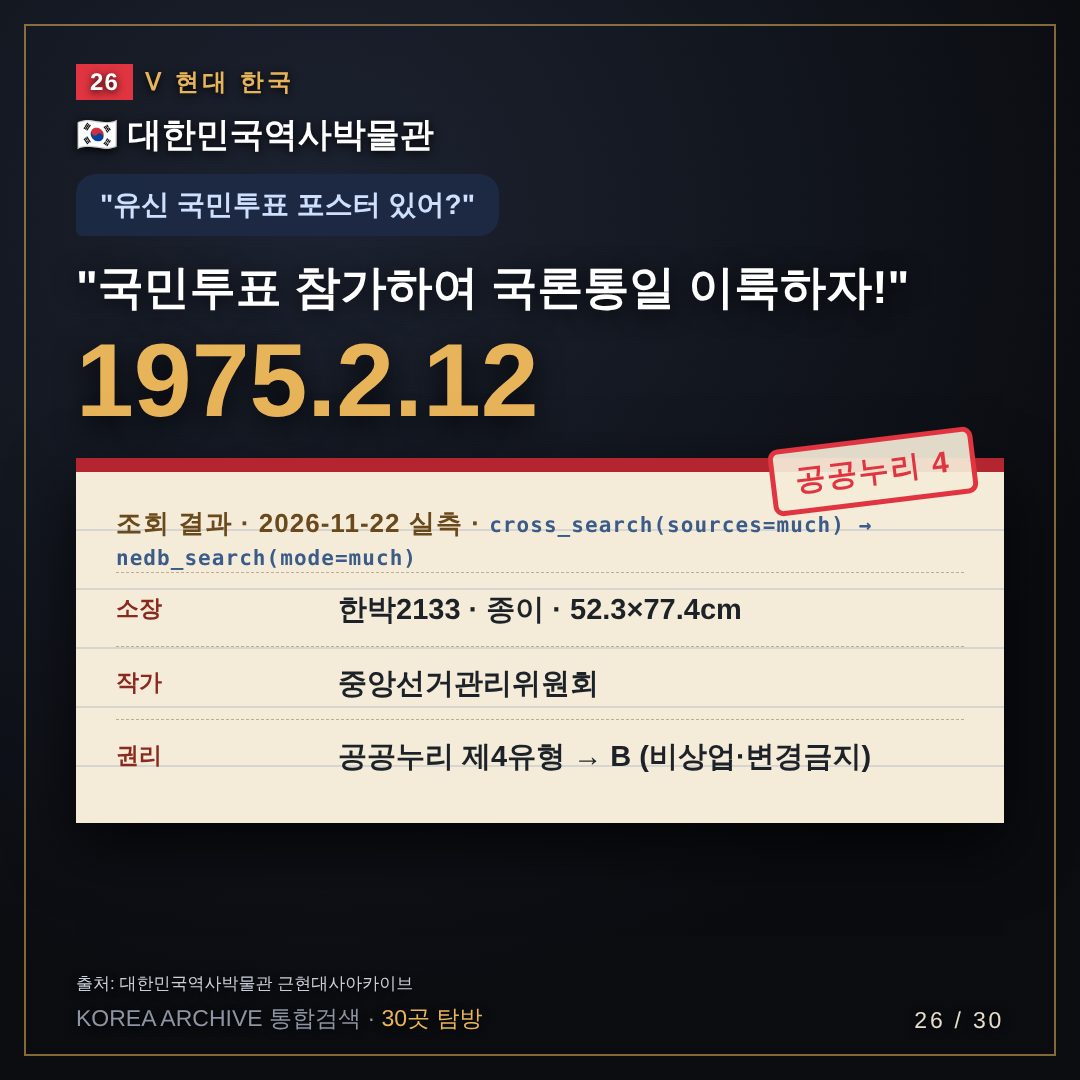 26 V 현대 한국
🇰🇷 대한민국역사박물관
"유신 국민투표 포스터 있어?"
"국민투표 참가하여 국론통일 이룩하자!"
1975.2.12
공공누리 4
조회 결과 · 2026-11-22 실측 · cross_search(sources=much) →
nedb_search(mode=much)
소장 한박2133 · 종이 · 52.3×77.4cm
작가 중앙선거관리위원회
권리 공공누리 제4유형 → B (비상업·변경금지)
출처: 대한민국역사박물관 근현대사아카이브
KOREA ARCHIVE 통합검색 · 30곳 탐방
26 / 30